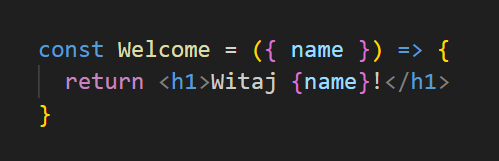 const Welcome = ({ name }) => {
  return <h1>Witaj {name}!</h1>
}